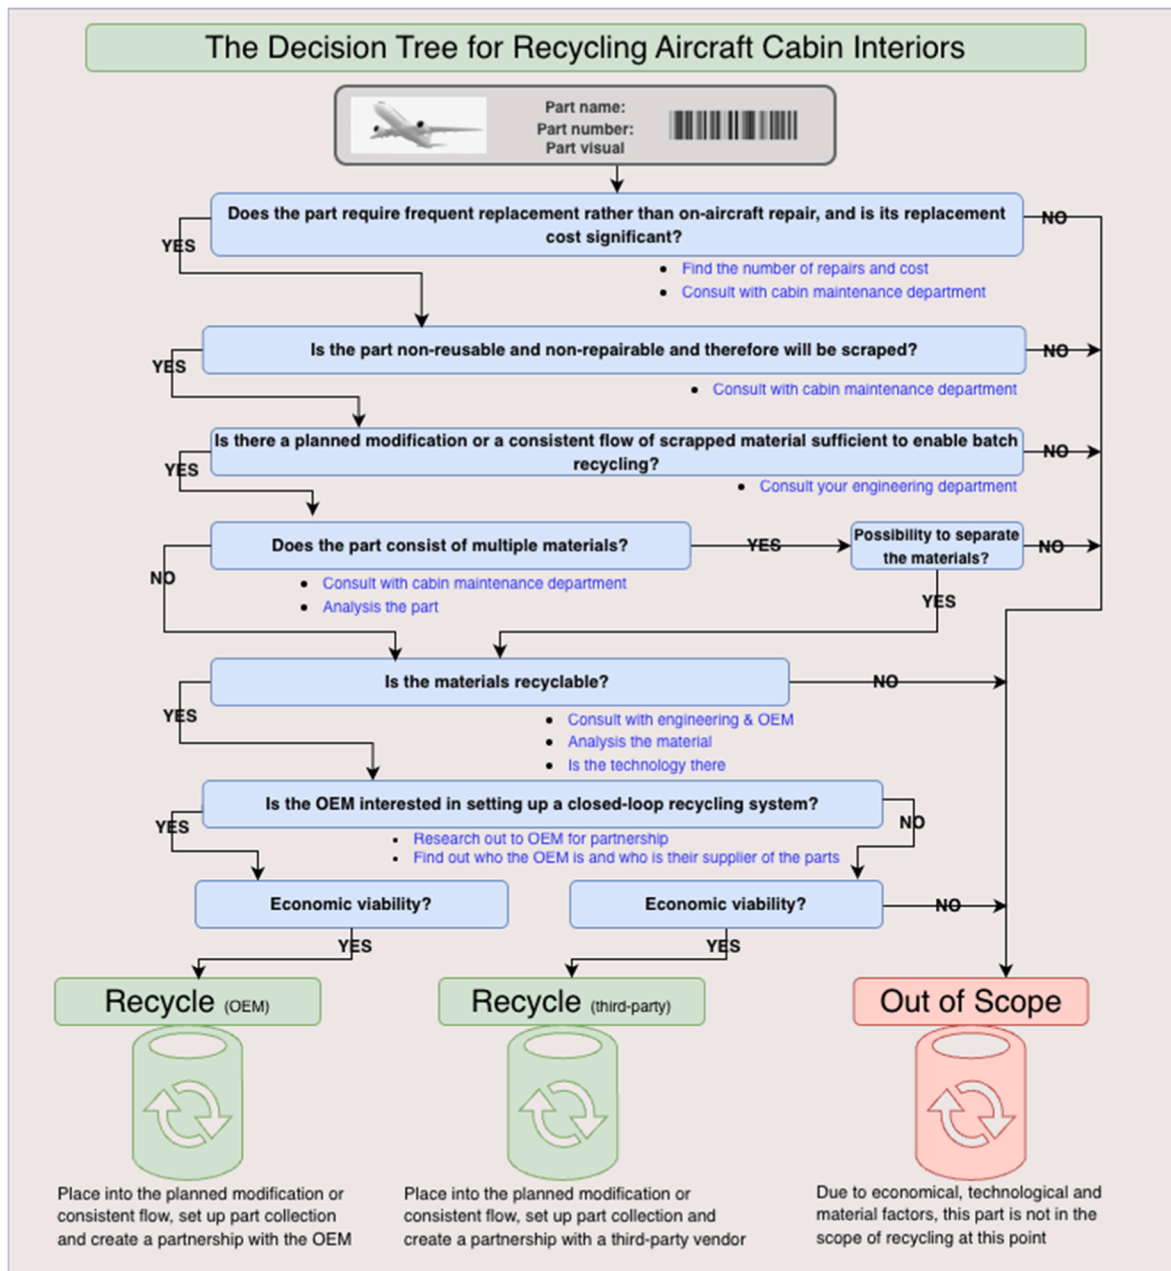 The Decision Tree for Recycling Aircraft Cabin Interiors
Part name:
Part number:
Part visual
Does the part require frequent replacement rather than on-aircraft repair, and is its replacement
cost significant?
NO
YES
• Find the number of repairs and cost
• Consult with cabin maintenance department
Is the part non-reusable and non-repairable and therefore will be scraped?
NO
YES
• Consult with cabin maintenance department
Is there a planned modification or a consistent flow of scrapped material sufficient to enable batch
recycling?
NO
YES
• Consult your engineering department
Does the part consist of multiple materials?
YES
Possibility to separate
the materials?
NO
NO
• Consult with cabin maintenance department
• Analysis the part
YES
Is the materials recyclable?
NO
YES
• Consult with engineering & OEM
• Analysis the material
• Is the technology there
Is the OEM interested in setting up a closed-loop recycling system?
YES
NO
• Research out to OEM for partnership
• Find out who the OEM is and who is their supplier of the parts
Economic viability?
Economic viability?
NO
YES
YES
Recycle (OEM)
Recycle (third-party)
Out of Scope
Place into the planned modification or
consistent flow, set up part collection
and create a partnership with the OEM
Place into the planned modification or
consistent flow, set up part collection and
create a partnership with a third-party vendor
Due to economical, technological and
material factors, this part is not in the
scope of recycling at this point